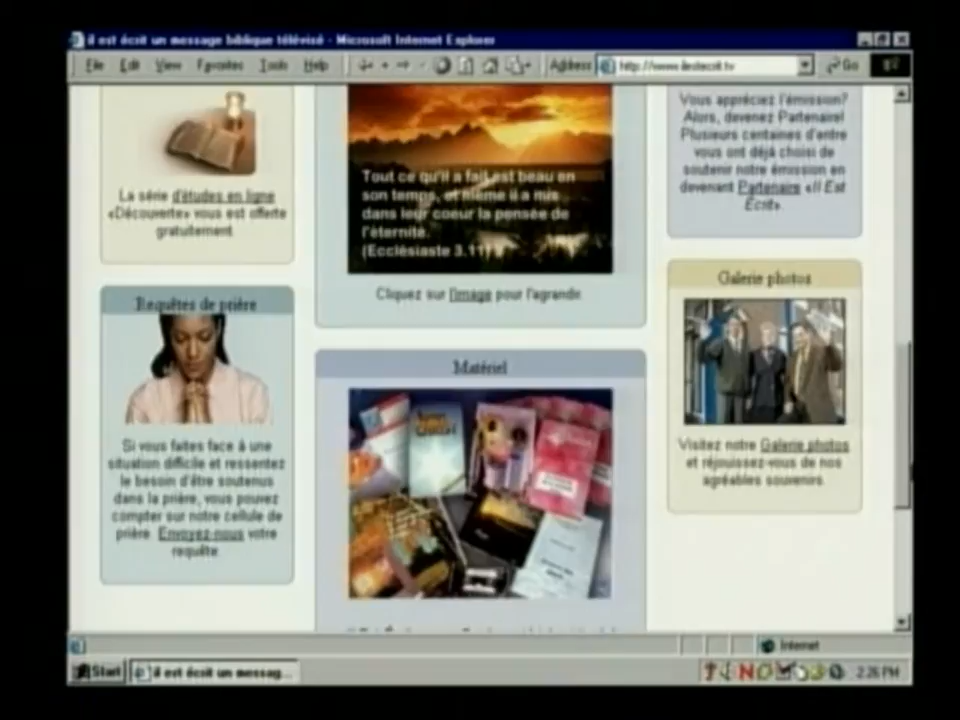 il est écrit un message biblique télévisé - Microsoft Internet Explorer
File Edit View Favorites Tools Help
Address http://www.ilestecrit.tv Go
La série d'études en ligne
«Découverte» vous est offerte
gratuitement
Requêtes de prière
Si vous faites face à une
situation difficile et ressentez
le besoin d'être soutenus
dans la prière, vous pouvez
compter sur notre cellule de
prière. Envoyez-nous votre
requête
Tout ce qu'il a fait est beau en
son temps, et même il a mis
dans leur coeur la pensée de
l'éternité.
(Ecclésiaste 3.11)
Cliquez sur l'image pour l'agrandir
Matériel
Vous appréciez l'émission?
Alors, devenez Partenaire!
Plusieurs centaines d'entre
vous ont déjà choisi de
soutenir notre émission en
devenant Partenaire «Il Est
Écrit».
Galerie photos
Visitez notre Galerie photos
et réjouissez-vous de nos
agréables souvenirs.
Internet
Start
il est écrit un messag...
2:26 PM